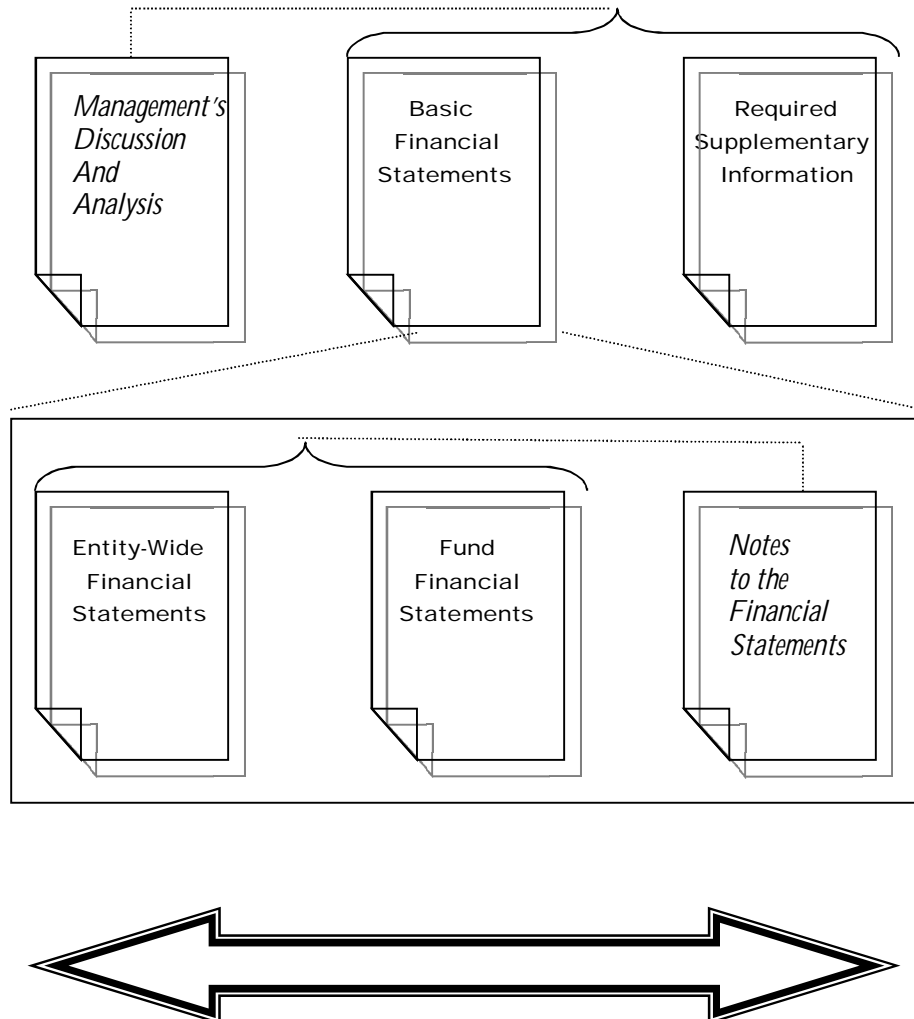 Management's
Discussion
And
Analysis
Basic
Financial
Statements
Required
Supplementary
Information
Entity-Wide
Financial
Statements
Fund
Financial
Statements
Notes
to the
Financial
Statements